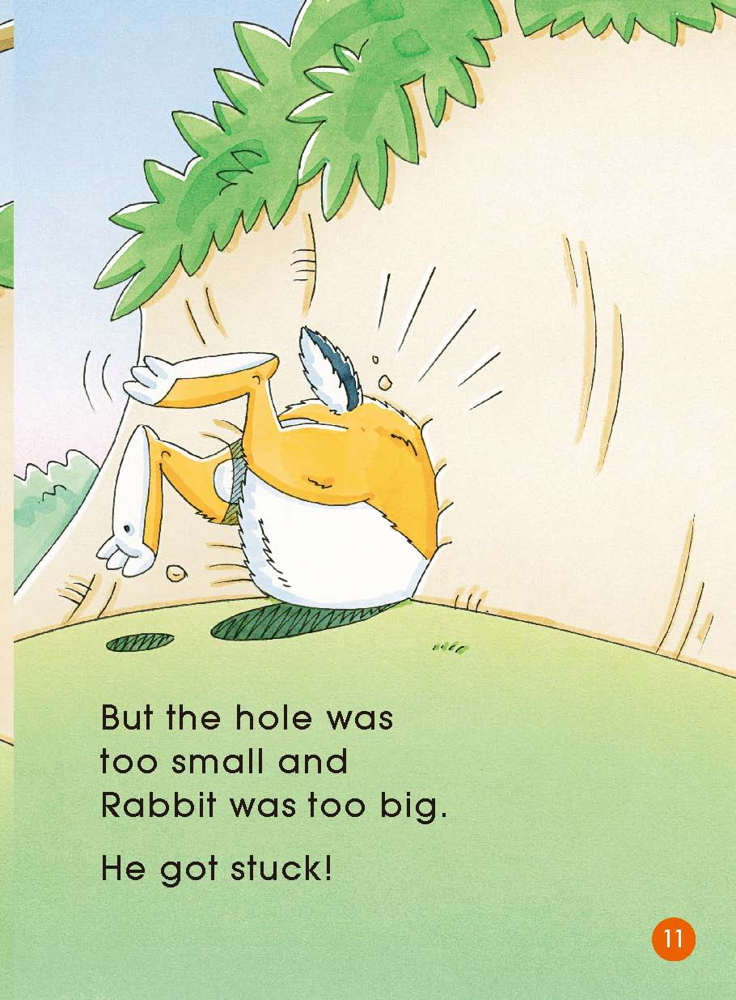 But the hole was
too small and
Rabbit was too big.
He got stuck!
11